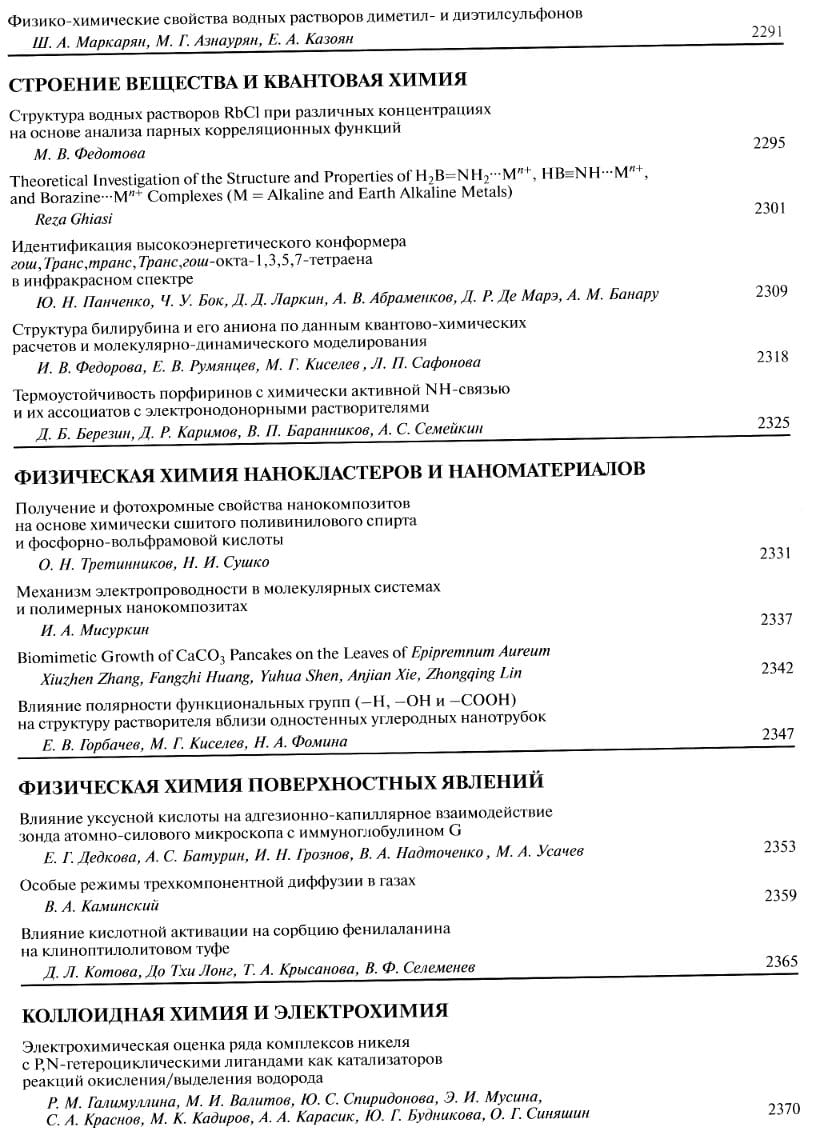 Физико-химические свойства водных растворов диметил- и диэтилсульфонов
Ш. А. Маркарян, М. Г. Азнаурян, Е. А. Казоян 2291
СТРОЕНИЕ ВЕЩЕСТВА И КВАНТОВАЯ ХИМИЯ
Структура водных растворов RbCl при различных концентрациях
на основе анализа парных корреляционных функций
М. В. Федотова 2295
Theoretical Investigation of the Structure and Properties of H₂B=NH₂···Mⁿ⁺, HB≡NH···Mⁿ⁺,
and Borazine···Mⁿ⁺ Complexes (M = Alkaline and Earth Alkaline Metals)
Reza Ghiasi 2301
Идентификация высокоэнергетического конформера
гош,Транс,транс,Транс,гош-окта-1,3,5,7-тетраена
в инфракрасном спектре
Ю. Н. Панченко, Ч. У. Бок, Д. Д. Ларкин, А. В. Абраменков, Д. Р. Де Марэ, А. М. Банару 2309
Структура билирубина и его аниона по данным квантово-химических
расчетов и молекулярно-динамического моделирования
И. В. Федорова, Е. В. Румянцев, М. Г. Киселев, Л. П. Сафонова 2318
Термоустойчивость порфиринов с химически активной NH-связью
и их ассоциатов с электронодонорными растворителями
Д. Б. Березин, Д. Р. Каримов, В. П. Баранников, А. С. Семейкин 2325
ФИЗИЧЕСКАЯ ХИМИЯ НАНОКЛАСТЕРОВ И НАНОМАТЕРИАЛОВ
Получение и фотохромные свойства нанокомпозитов
на основе химически сшитого поливинилового спирта
и фосфорно-вольфрамовой кислоты
О. Н. Третинников, Н. И. Сушко 2331
Механизм электропроводности в молекулярных системах
и полимерных нанокомпозитах
И. А. Мисуркин 2337
Biomimetic Growth of CaCO₃ Pancakes on the Leaves of Epipremnum Aureum
Xiuzhen Zhang, Fangzhi Huang, Yuhua Shen, Anjian Xie, Zhongqing Lin 2342
Влияние полярности функциональных групп (−H, −OH и −COOH)
на структуру растворителя вблизи одностенных углеродных нанотрубок
Е. В. Горбачев, М. Г. Киселев, Н. А. Фомина 2347
ФИЗИЧЕСКАЯ ХИМИЯ ПОВЕРХНОСТНЫХ ЯВЛЕНИЙ
Влияние уксусной кислоты на адгезионно-капиллярное взаимодействие
зонда атомно-силового микроскопа с иммуноглобулином G
Е. Г. Дедкова, А. С. Батурин, И. Н. Грознов, В. А. Надточенко, М. А. Усачев 2353
Особые режимы трехкомпонентной диффузии в газах
В. А. Каминский 2359
Влияние кислотной активации на сорбцию фенилаланина
на клиноптилолитовом туфе
Д. Л. Котова, До Тхи Лонг, Т. А. Крысанова, В. Ф. Селеменев 2365
КОЛЛОИДНАЯ ХИМИЯ И ЭЛЕКТРОХИМИЯ
Электрохимическая оценка ряда комплексов никеля
с P,N-гетероциклическими лигандами как катализаторов
реакций окисления/выделения водорода
Р. М. Галимуллина, М. И. Валитов, Ю. С. Спиридонова, Э. И. Мусина,
С. А. Краснов, М. К. Кадиров, А. А. Карасик, Ю. Г. Будникова, О. Г. Синяшин 2370